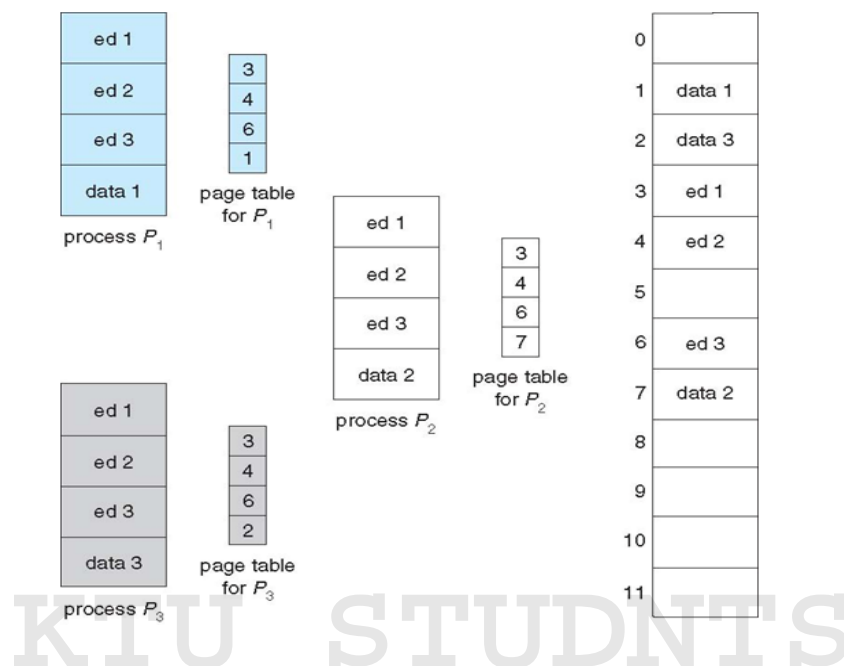 ed 1
ed 2
ed 3
data 1
process P1
3
4
6
1
page table
for P1
ed 1
ed 2
ed 3
data 2
process P2
3
4
6
7
page table
for P2
ed 1
ed 2
ed 3
data 3
process P3
3
4
6
2
page table
for P3
0
1 data 1
2 data 3
3 ed 1
4 ed 2
5
6 ed 3
7 data 2
8
9
10
11
KTU STUDNTS